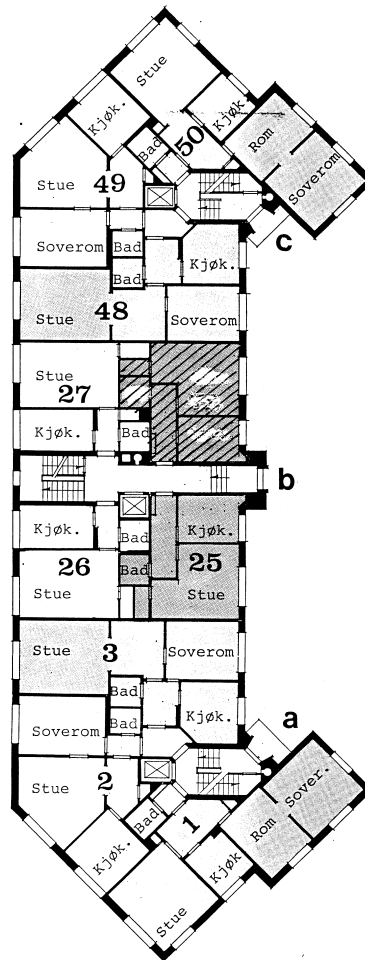 Stue
Kjøk.
Kjøk
Bad
50
Rom
Soverom
Stue
49
Soverom
Bad
c
Bad
Kjøk.
Stue
48
Soverom
Stue
27
Kjøk.
Bad
b
Kjøk.
Bad
Kjøk.
26
Bad
25
Stue
Stue
Stue
3
Soverom
Bad
Soverom
Bad
Kjøk.
a
Stue
2
Sover.
Bad
1
Rom
Kjøk.
Kjøk
Stue